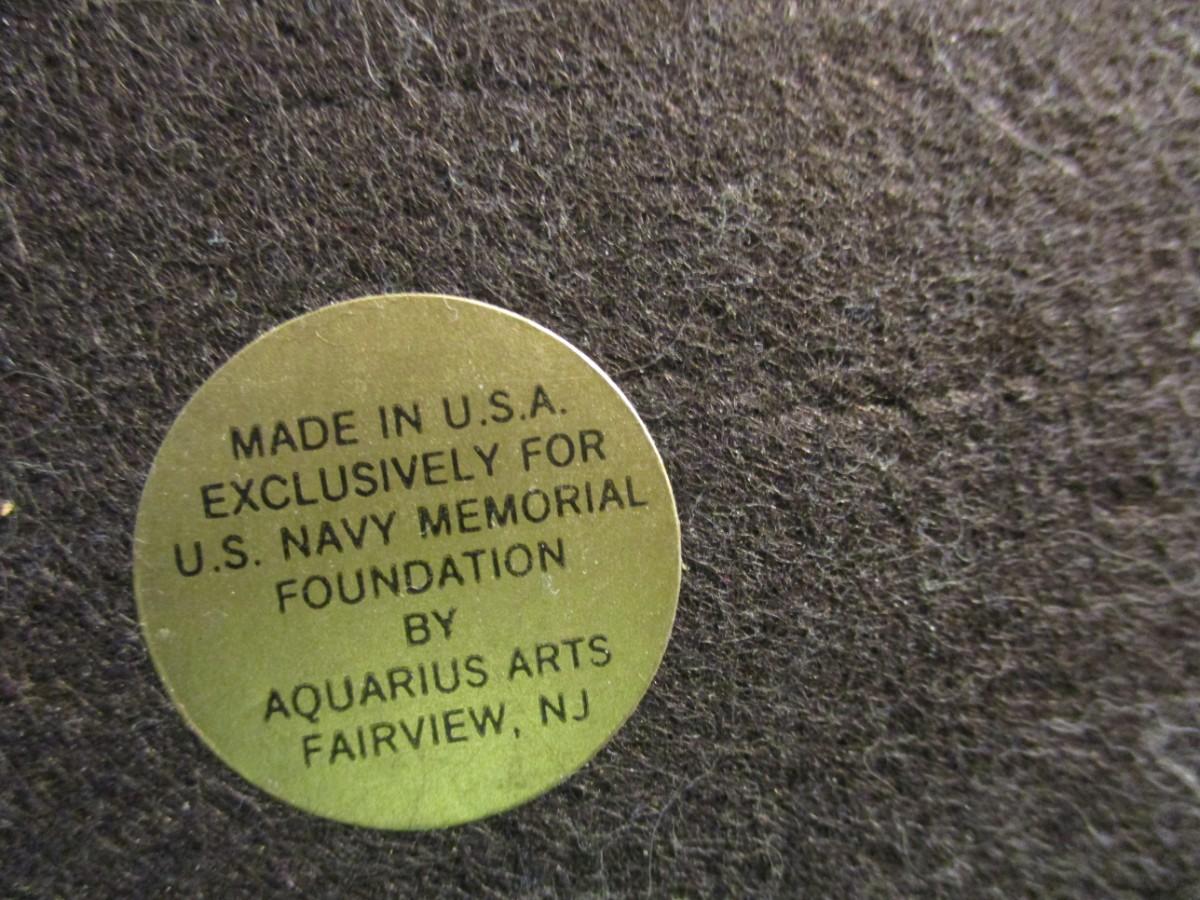 MADE IN U.S.A.
EXCLUSIVELY FOR
U.S. NAVY MEMORIAL
FOUNDATION
BY
AQUARIUS ARTS
FAIRVIEW, NJ